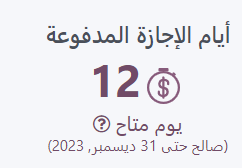 أيام الإجازة المدفوعة
12
يوم متاح
(صالح حتى 31 ديسمبر, 2023)